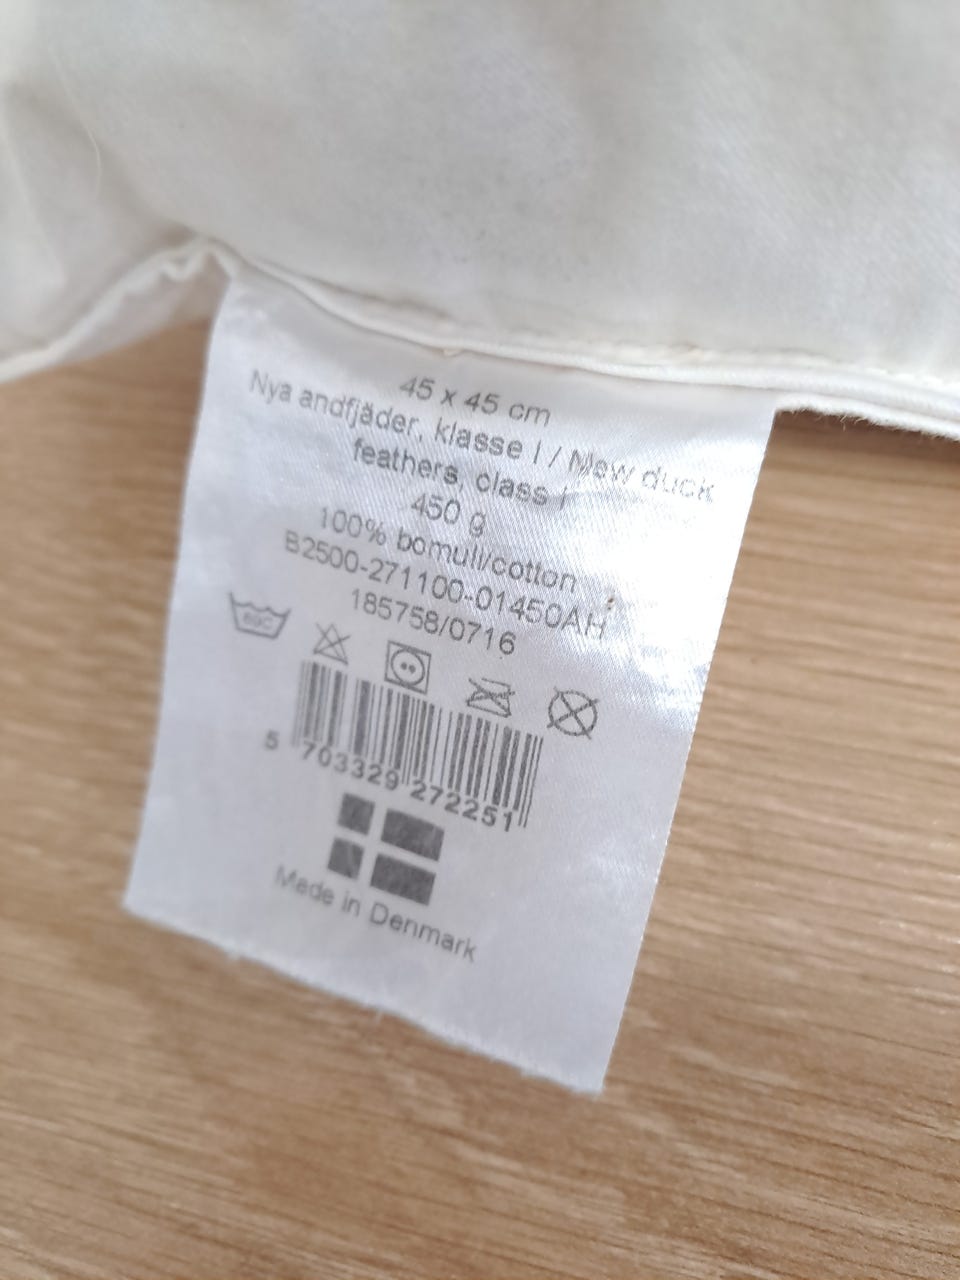 45 x 45 cm
Nya andfjäder, klasse I / New duck
feathers, class I
450 g
100% bomull/cotton
B2500-271100-01450AH
185758/0716
60C
5 703329 272251
Made in Denmark